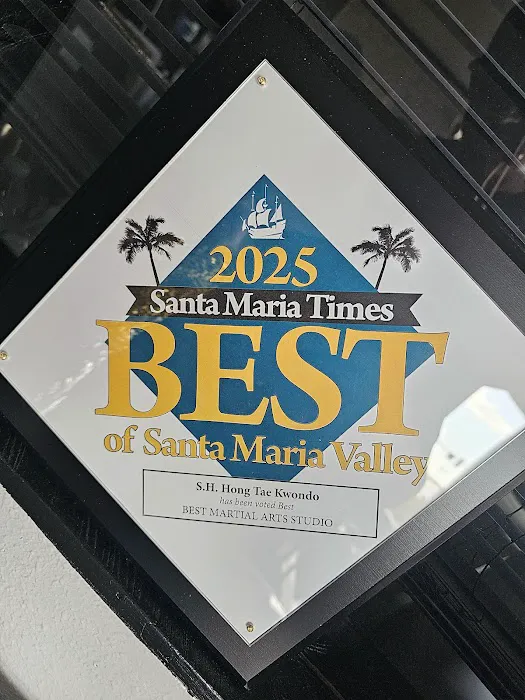 2025
Santa Maria Times
BEST
of Santa Maria Valley
S.H. Hong Tae Kwondo
has been voted Best
BEST MARTIAL ARTS STUDIO